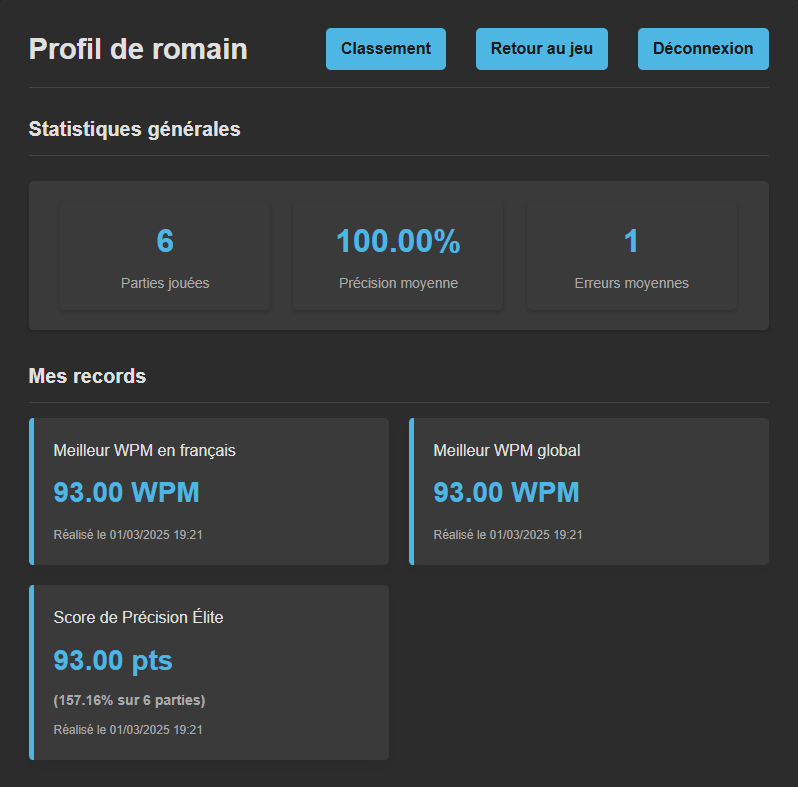 Profil de romain
Classement
Retour au jeu
Déconnexion
Statistiques générales
6
Parties jouées
100.00%
Précision moyenne
1
Erreurs moyennes
Mes records
Meilleur WPM en français
93.00 WPM
Réalisé le 01/03/2025 19:21
Meilleur WPM global
93.00 WPM
Réalisé le 01/03/2025 19:21
Score de Précision Élite
93.00 pts
(157.16% sur 6 parties)
Réalisé le 01/03/2025 19:21